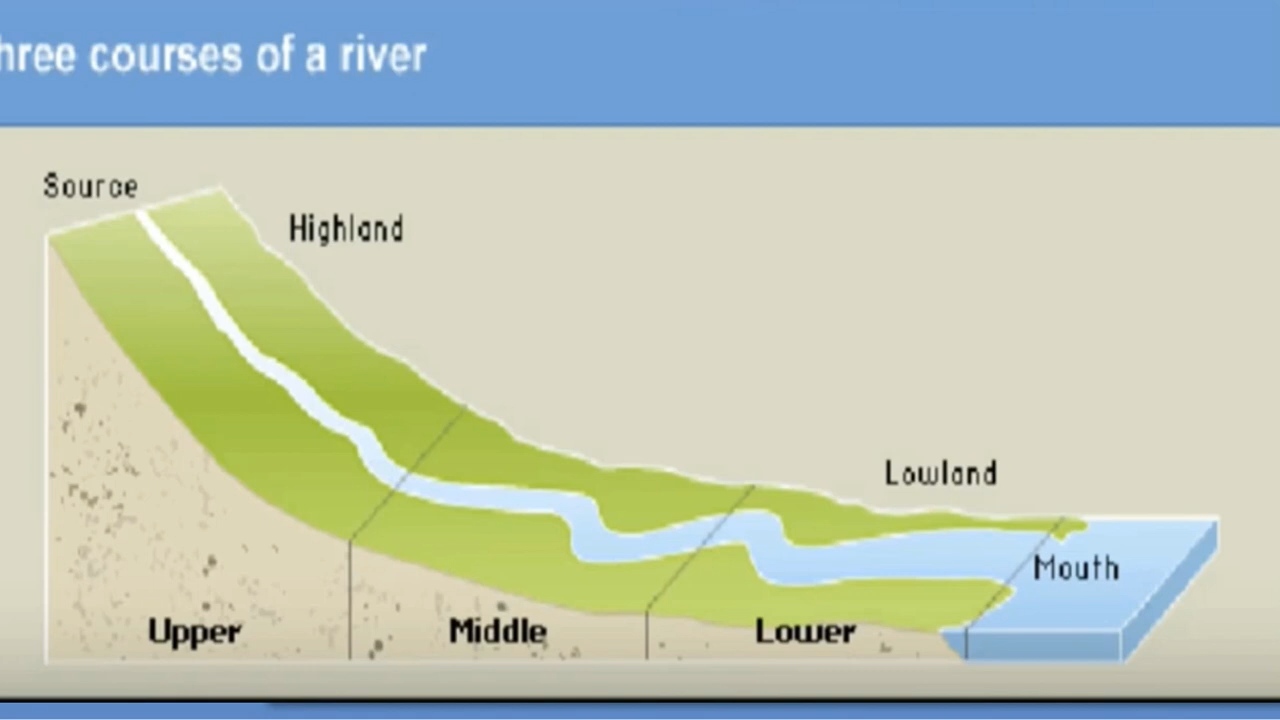 hree courses of a river
Source
Highland
Lowland
Mouth
Upper Middle Lower